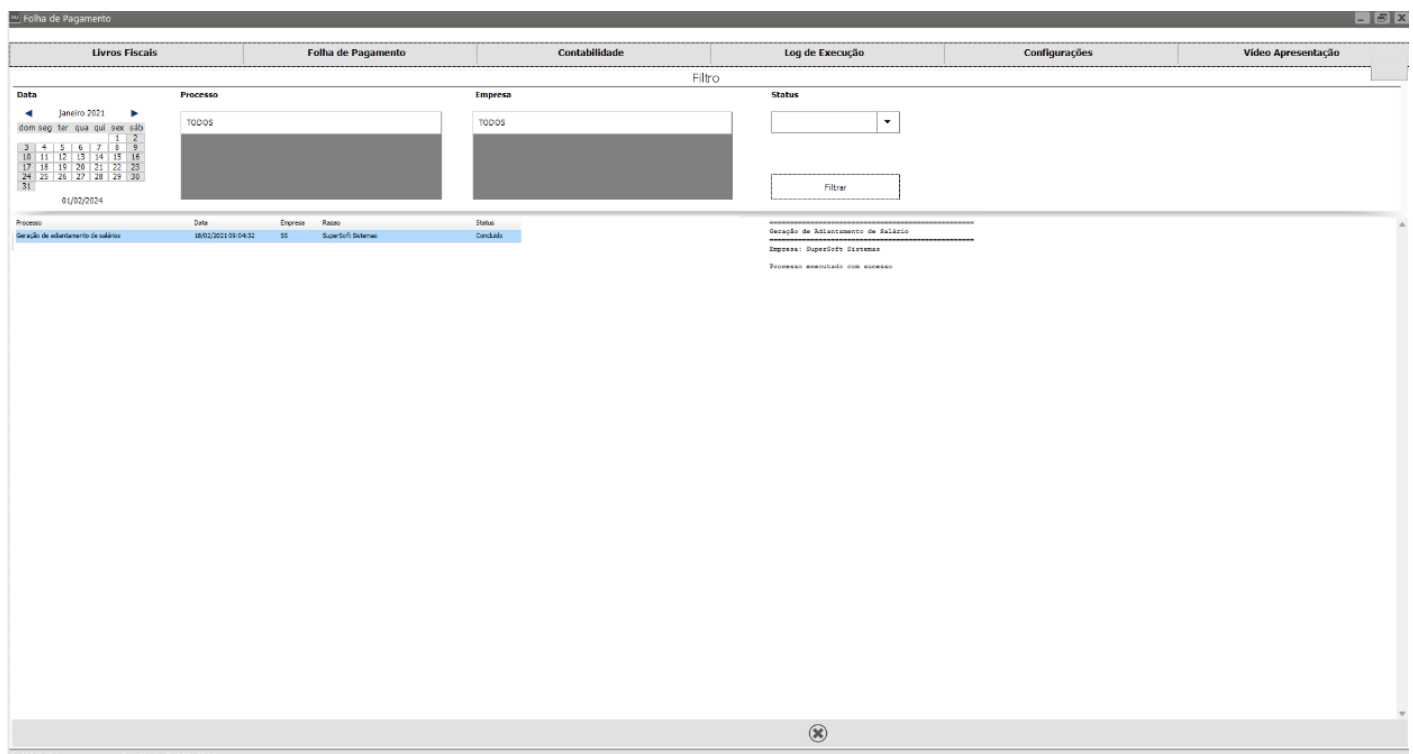 Folha de Pagamento
Livros Fiscais Folha de Pagamento Contabilidade Log de Execução Configurações Vídeo Apresentação
Filtro
Data Processo Empresa Status
janeiro 2021
dom seg ter qua qui sex sáb
1 2
3 4 5 6 7 8 9
10 11 12 13 14 15 16
17 18 19 20 21 22 23
24 25 26 27 28 29 30
31
01/02/2024
TODOS
TODOS
Filtrar
Processo Data Empresa Razao Status
Geração de adiantamento de salários 18/02/2021 09:04:32 SS SuperSoft Sistemas Concluído
Geração de Adiantamento de Salário
Empresa: SuperSoft Sistemas
Processo executado com sucesso